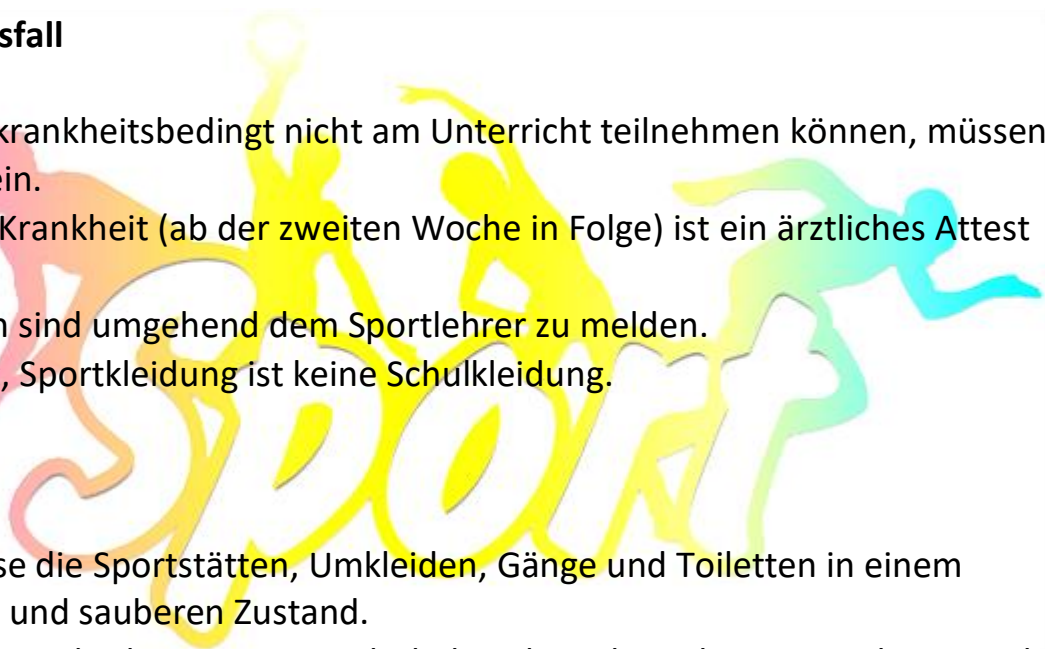 sfall
krankheitsbedingt nicht am Unterricht teilnehmen können, müssen
ein.
Krankheit (ab der zweiten Woche in Folge) ist ein ärztliches Attest
n sind umgehend dem Sportlehrer zu melden.
, Sportkleidung ist keine Schulkleidung.
Sport
se die Sportstätten, Umkleiden, Gänge und Toiletten in einem
und sauberen Zustand.